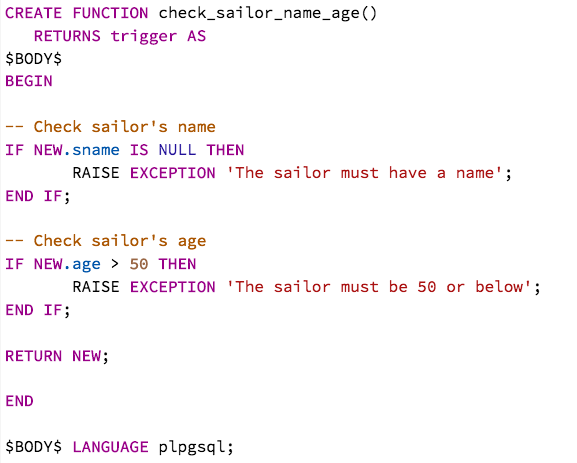 CREATE FUNCTION check_sailor_name_age()
RETURNS trigger AS
$BODY$
BEGIN
-- Check sailor's name
IF NEW.sname IS NULL THEN
RAISE EXCEPTION 'The sailor must have a name';
END IF;
-- Check sailor's age
IF NEW.age > 50 THEN
RAISE EXCEPTION 'The sailor must be 50 or below';
END IF;
RETURN NEW;
END
$BODY$ LANGUAGE plpgsql;